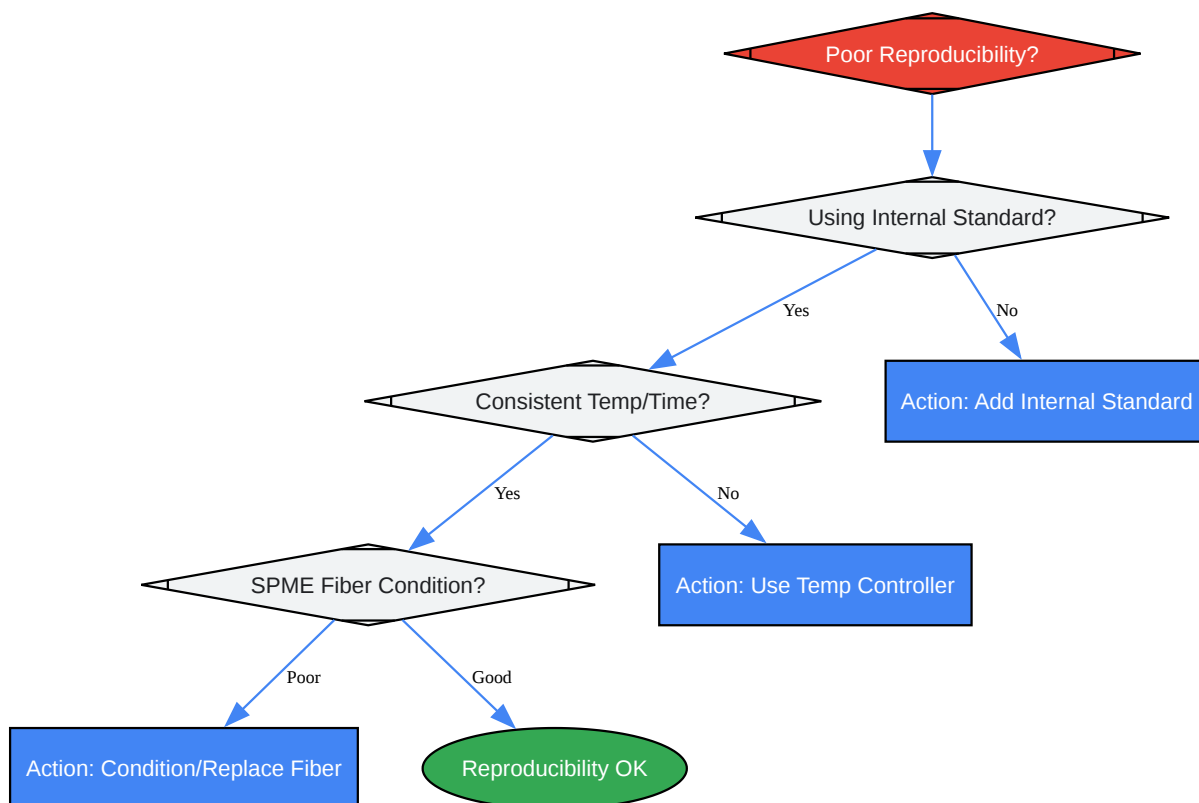 Poor Reproducibility?
Using Internal Standard?
Yes
No
Consistent Temp/Time?
Action: Add Internal Standard
Yes
No
SPME Fiber Condition?
Action: Use Temp Controller
Poor
Good
Action: Condition/Replace Fiber
Reproducibility OK